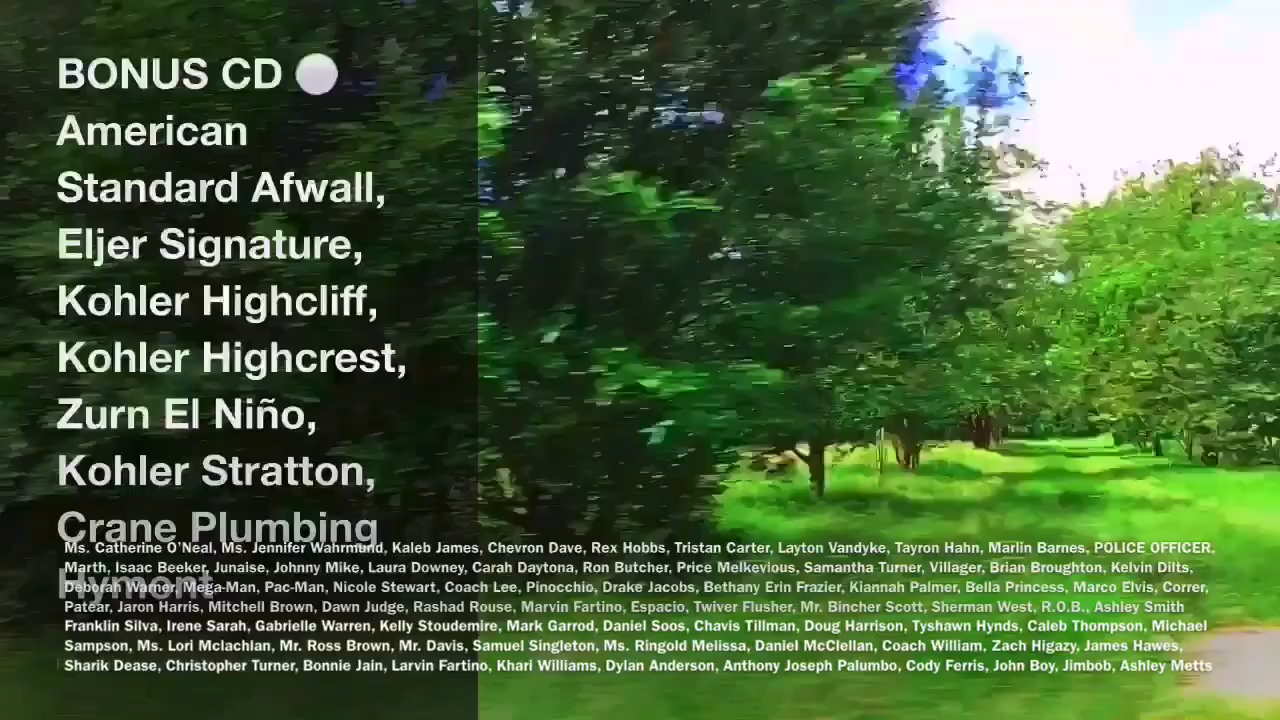 BONUS CD
American
Standard Afwall,
Eljer Signature,
Kohler Highcliff,
Kohler Highcrest,
Zurn El Niño,
Kohler Stratton,
Crane Plumbing
Ms. Catherine O'Neal, Ms. Jennifer Wahrmund, Kaleb James, Chevron Dave, Rex Hobbs, Tristan Carter, Layton Vandyke, Tayron Hahn, Marlin Barnes, POLICE OFFICER,
Marth, Isaac Beeker, Junaise, Johnny Mike, Laura Downey, Carah Daytona, Ron Butcher, Price Melkevious, Samantha Turner, Villager, Brian Broughton, Kelvin Dilts,
Deborah Warner, Mega-Man, Pac-Man, Nicole Stewart, Coach Lee, Pinocchio, Drake Jacobs, Bethany Erin Frazier, Kiannah Palmer, Bella Princess, Marco Elvis, Correr,
Patear, Jaron Harris, Mitchell Brown, Dawn Judge, Rashad Rouse, Marvin Fartino, Espacio, Twiver Flusher, Mr. Bincher Scott, Sherman West, R.O.B., Ashley Smith
Franklin Silva, Irene Sarah, Gabrielle Warren, Kelly Stoudemire, Mark Garrod, Daniel Soos, Chavis Tillman, Doug Harrison, Tyshawn Hynds, Caleb Thompson, Michael
Sampson, Ms. Lori Mclachlan, Mr. Ross Brown, Mr. Davis, Samuel Singleton, Ms. Ringold Melissa, Daniel McClellan, Coach William, Zach Higazy, James Hawes,
Sharik Dease, Christopher Turner, Bonnie Jain, Larvin Fartino, Khari Williams, Dylan Anderson, Anthony Joseph Palumbo, Cody Ferris, John Boy, Jimbob, Ashley Metts